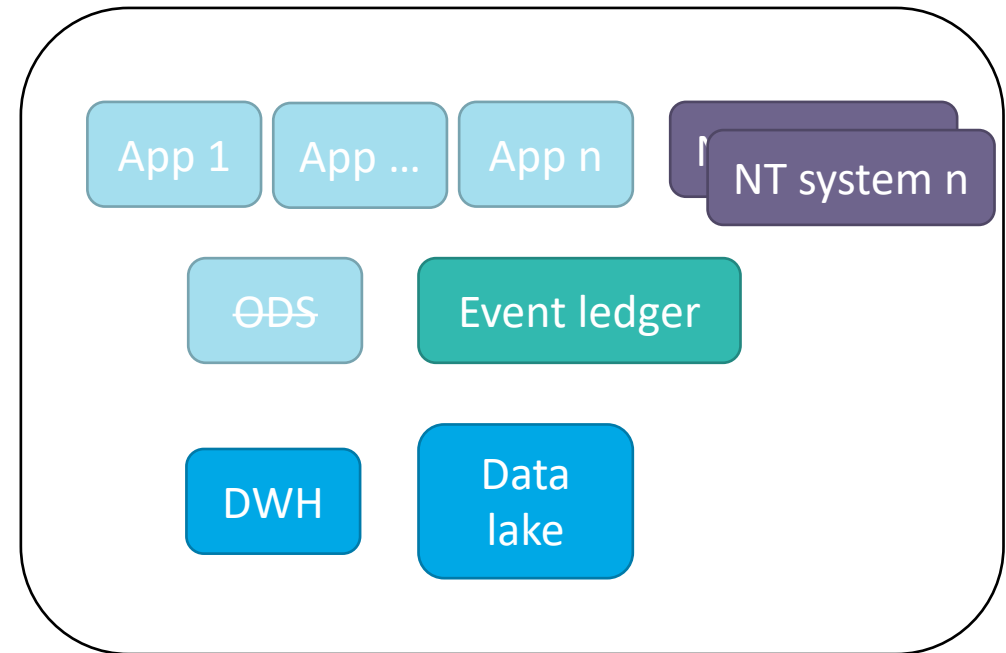 App 1
App ...
App n
NT system n
ODS
Event ledger
DWH
Data
lake